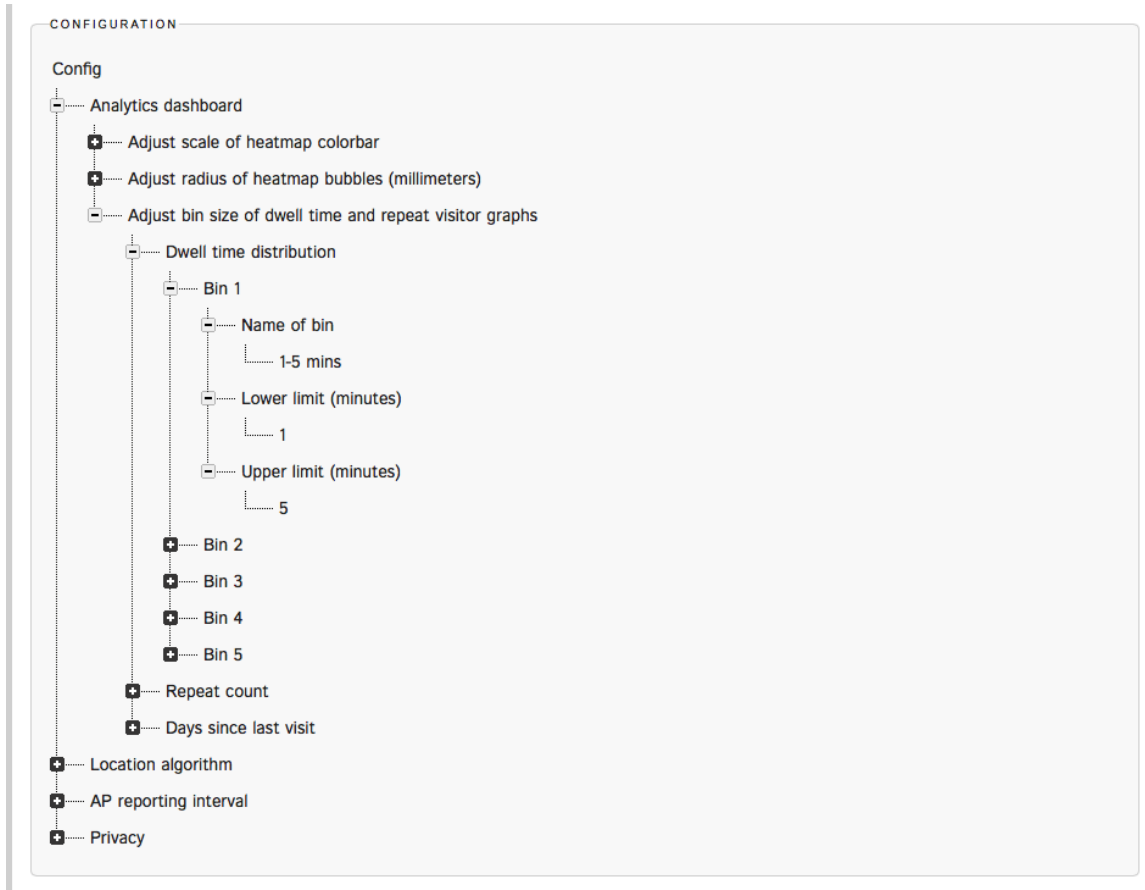 CONFIGURATION
Config
Analytics dashboard
Adjust scale of heatmap colorbar
Adjust radius of heatmap bubbles (millimeters)
Adjust bin size of dwell time and repeat visitor graphs
Dwell time distribution
Bin 1
Name of bin
1-5 mins
Lower limit (minutes)
1
Upper limit (minutes)
5
Bin 2
Bin 3
Bin 4
Bin 5
Repeat count
Days since last visit
Location algorithm
AP reporting interval
Privacy